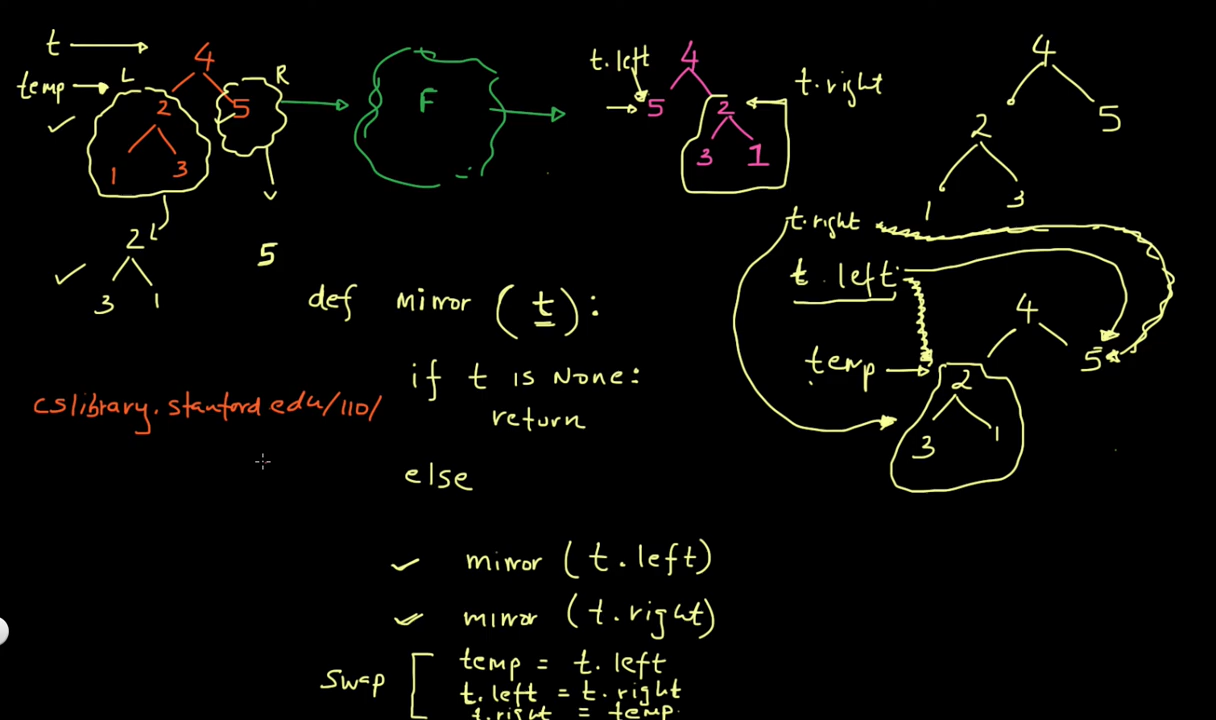 t
4
temp
L
R
2
5
1
3
2
3
1
5
F
t.left
4
t.right
5
2
3
1
4
2
5
1
3
t.right
t.left
4
temp
5
2
3
1
def mirror (t):
if t is None:
return
else
cslibrary.stanford edu/110/
mirror (t.left)
mirror (t.right)
swap
temp = t.left
t.left = t.right
t.right = temp